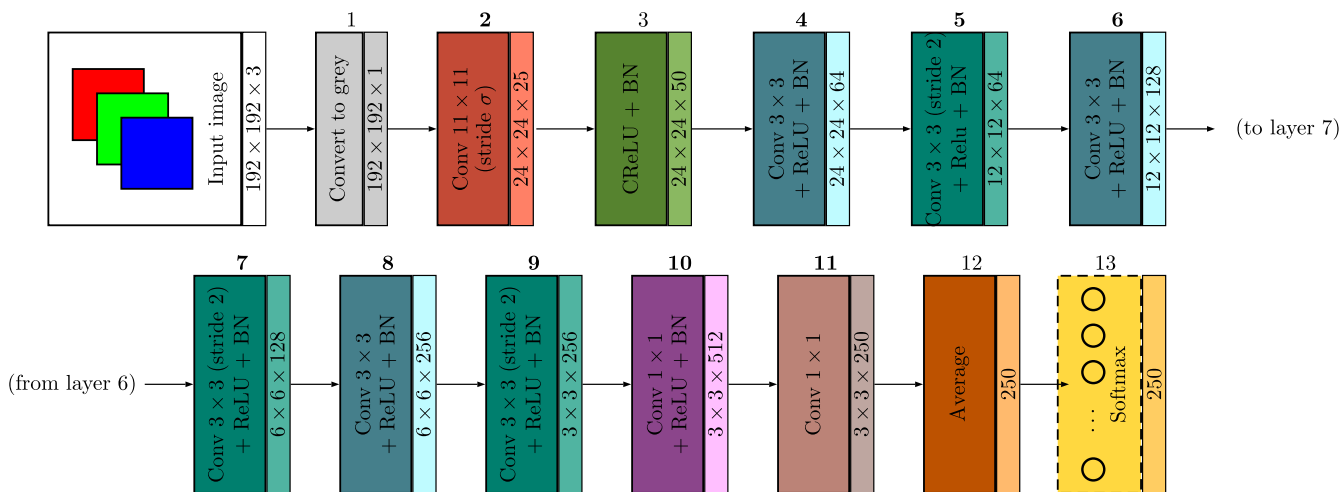 Input image
192 × 192 × 3
1
Convert to grey
192 × 192 × 1
2
Conv 11 × 11
(stride σ)
24 × 24 × 25
3
CReLU + BN
24 × 24 × 50
4
Conv 3 × 3
+ ReLU + BN
24 × 24 × 64
5
Conv 3 × 3 (stride 2)
+ Relu + BN
12 × 12 × 64
6
Conv 3 × 3
+ ReLU + BN
12 × 12 × 128
(to layer 7)
(from layer 6)
7
Conv 3 × 3 (stride 2)
+ ReLU + BN
6 × 6 × 128
8
Conv 3 × 3
+ ReLU + BN
6 × 6 × 256
9
Conv 3 × 3 (stride 2)
+ ReLU + BN
3 × 3 × 256
10
Conv 1 × 1
+ ReLU + BN
3 × 3 × 512
11
Conv 1 × 1
3 × 3 × 250
12
Average
250
13
...
Softmax
250